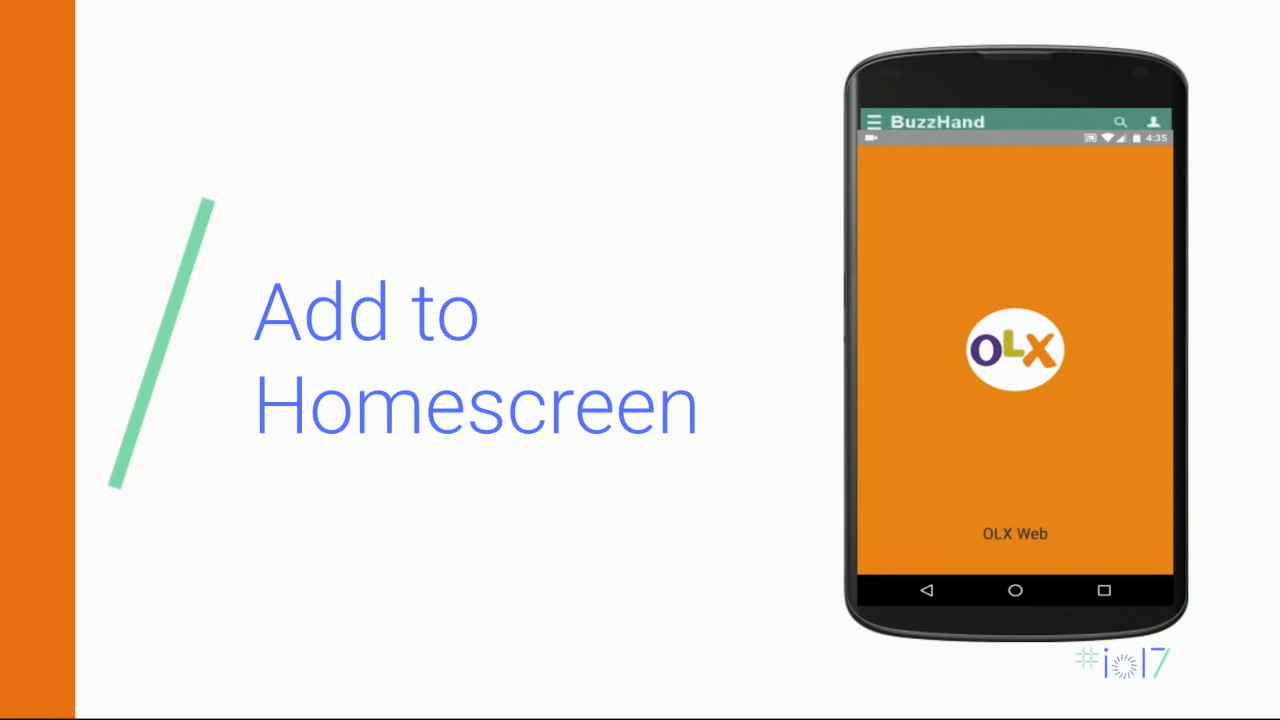 Add to
Homescreen
BuzzHand
4:35
OLX
OLX Web
#io17